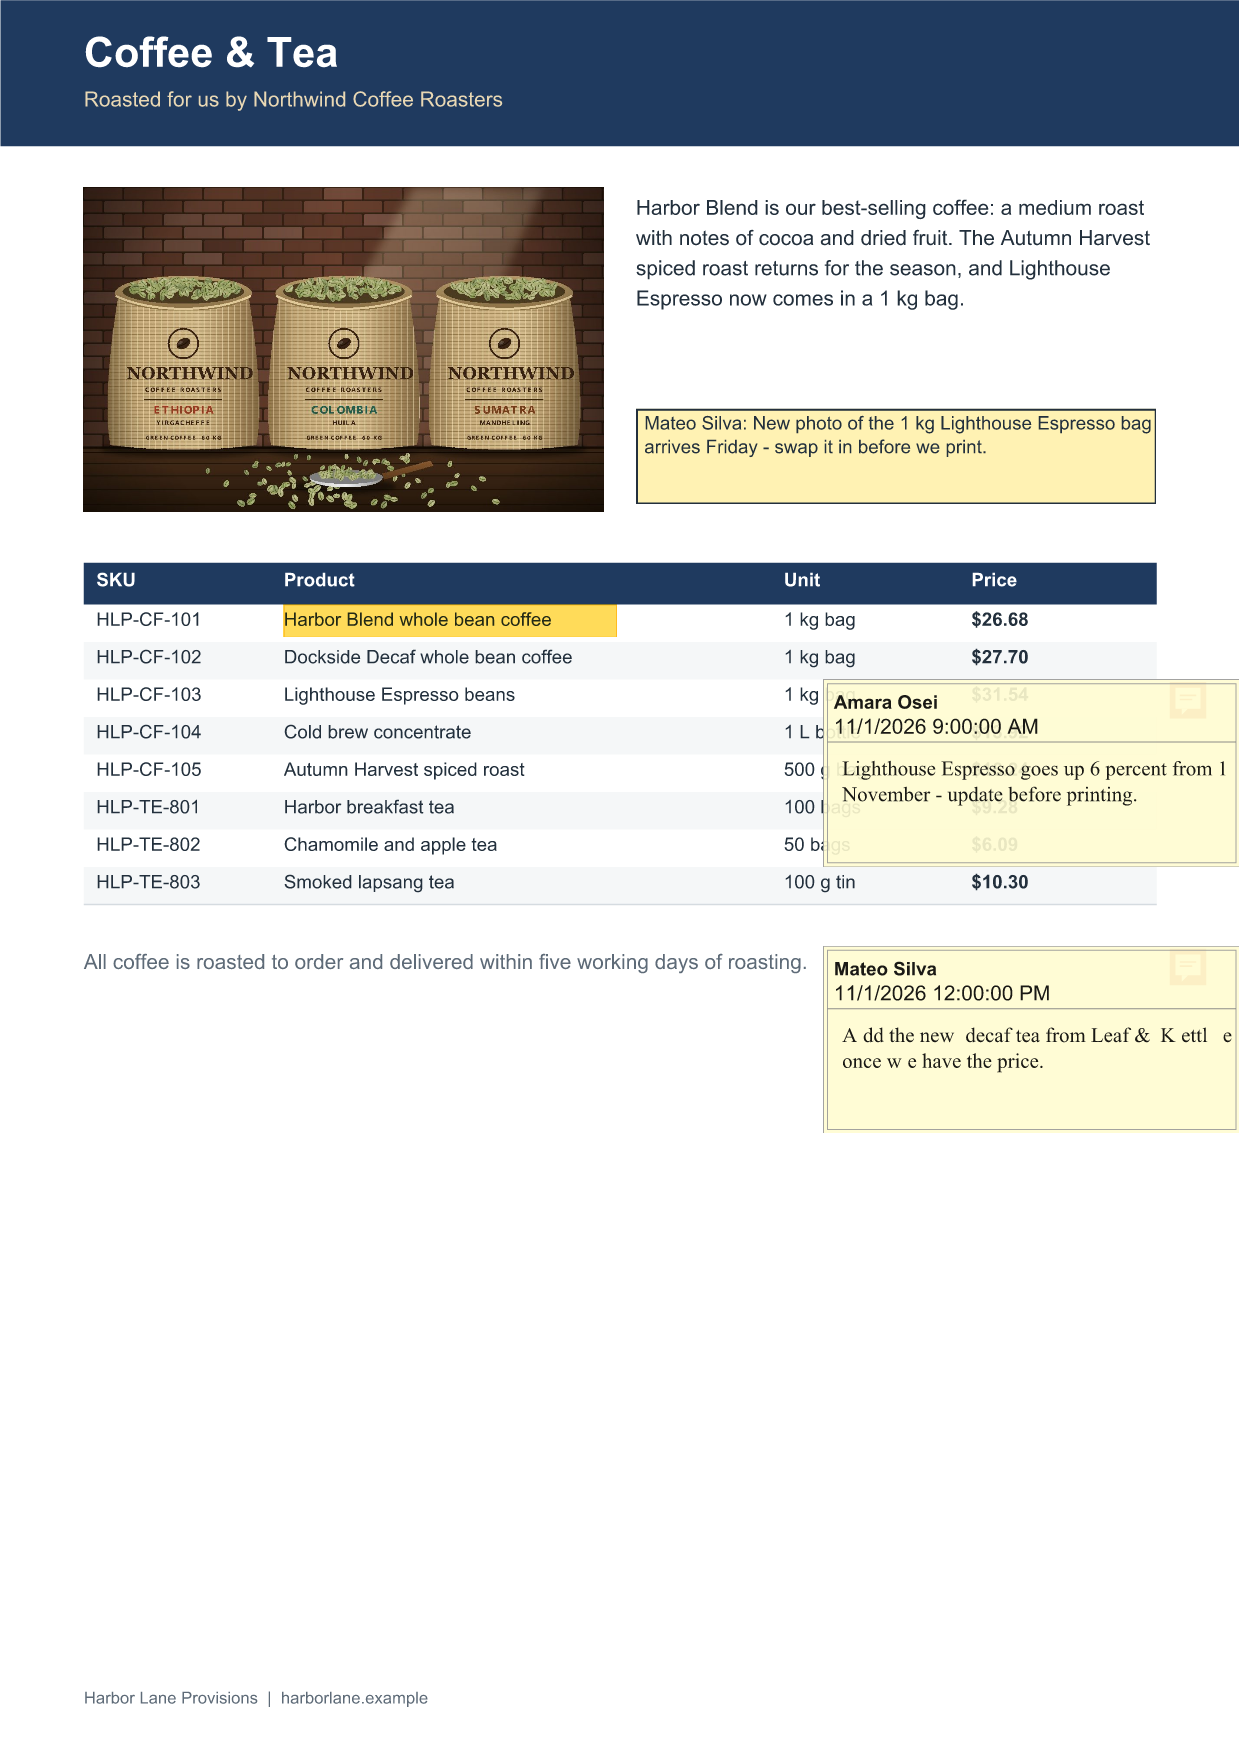 Coffee & Tea
Roasted for us by Northwind Coffee Roasters
NORTHWIND
COFFEE ROASTERS
ETHIOPIA
YIRGACHEFFE
GREEN COFFEE · 60 KG
NORTHWIND
COFFEE ROASTERS
COLOMBIA
HUILA
GREEN COFFEE · 60 KG
NORTHWIND
COFFEE ROASTERS
SUMATRA
MANDHELING
GREEN COFFEE · 60 KG
Harbor Blend is our best-selling coffee: a medium roast
with notes of cocoa and dried fruit. The Autumn Harvest
spiced roast returns for the season, and Lighthouse
Espresso now comes in a 1 kg bag.
Mateo Silva: New photo of the 1 kg Lighthouse Espresso bag
arrives Friday - swap it in before we print.
SKU Product Unit Price
HLP-CF-101 Harbor Blend whole bean coffee 1 kg bag $26.68
HLP-CF-102 Dockside Decaf whole bean coffee 1 kg bag $27.70
HLP-CF-103 Lighthouse Espresso beans 1 kg bag $31.54
HLP-CF-104 Cold brew concentrate 1 L bottle
HLP-CF-105 Autumn Harvest spiced roast 500 g
HLP-TE-801 Harbor breakfast tea 100 bags $9.28
HLP-TE-802 Chamomile and apple tea 50 bags $6.09
HLP-TE-803 Smoked lapsang tea 100 g tin $10.30
Amara Osei
11/1/2026 9:00:00 AM
Lighthouse Espresso goes up 6 percent from 1
November - update before printing.
All coffee is roasted to order and delivered within five working days of roasting.
Mateo Silva
11/1/2026 12:00:00 PM
A dd the new decaf tea from Leaf & K ettl e
once w e have the price.
Harbor Lane Provisions | harborlane.example